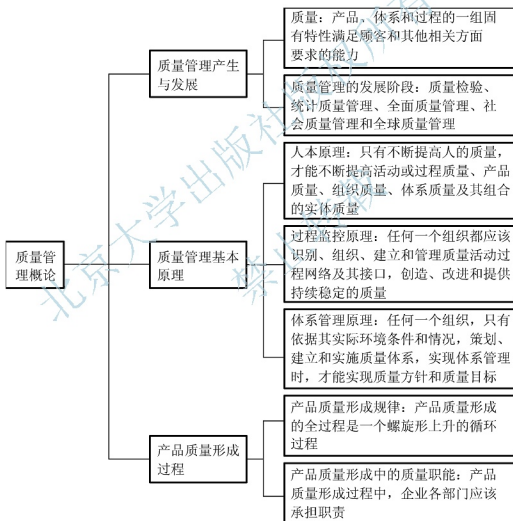 质量管
理概论
质量管理产生
与发展
质量：产品、体系和过程的一组固
有特性满足顾客和其他相关方面
要求的能力
质量管理的发展阶段：质量检验、
统计质量管理、全面质量管理、社
会质量管理和全球质量管理
质量管理基本
原理
人本原理：只有不断提高人的质量，
才能不断提高活动或过程质量、产品
质量、组织质量、体系质量及其组合
的实体质量
过程监控原理：任何一个组织都应该
识别、组织、建立和管理质量活动过
程网络及其接口，创造、改进和提供
持续稳定的质量
体系管理原理：任何一个组织，只有
依据其实际环境条件和情况，策划、
建立和实施质量体系，实现体系管理
时，才能实现质量方针和质量目标
产品质量形成
过程
产品质量形成规律：产品质量形成
的全过程是一个螺旋形上升的循环
过程
产品质量形成中的质量职能：产品
质量形成过程中，企业各部门应该
承担职责
北京大学出版社版权所有
禁止转载